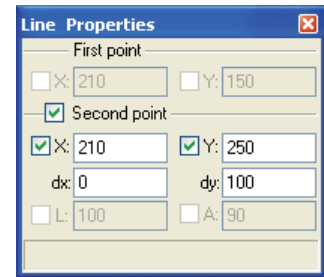 Line Properties
First point
X: 210 Y: 150
Second point
X: 210 Y: 250
dx: 0 dy: 100
L: 100 A: 90